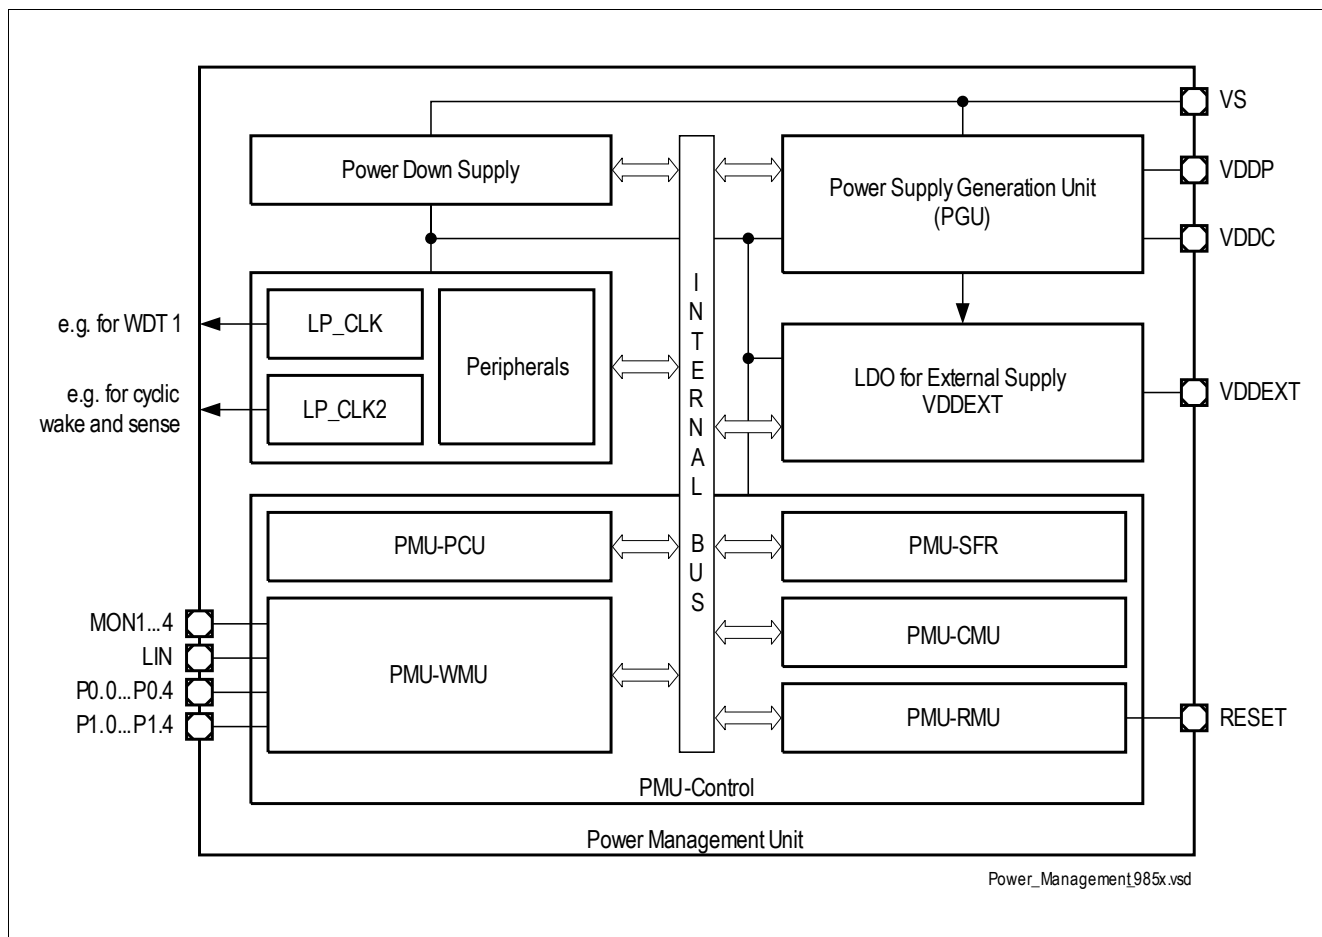 VS
Power Down Supply
Power Supply Generation Unit
(PGU)
VDDP
VDDC
INTERNAL BUS
e.g. for WDT 1
LP_CLK
Peripherals
LDO for External Supply
VDDEXT
VDDEXT
e.g. for cyclic
wake and sense
LP_CLK2
PMU-PCU
PMU-SFR
MON1...4
LIN
P0.0...P0.4
P1.0...P1.4
PMU-WMU
PMU-CMU
PMU-RMU
RESET
PMU-Control
Power Management Unit
Power_Management_985x.vsd